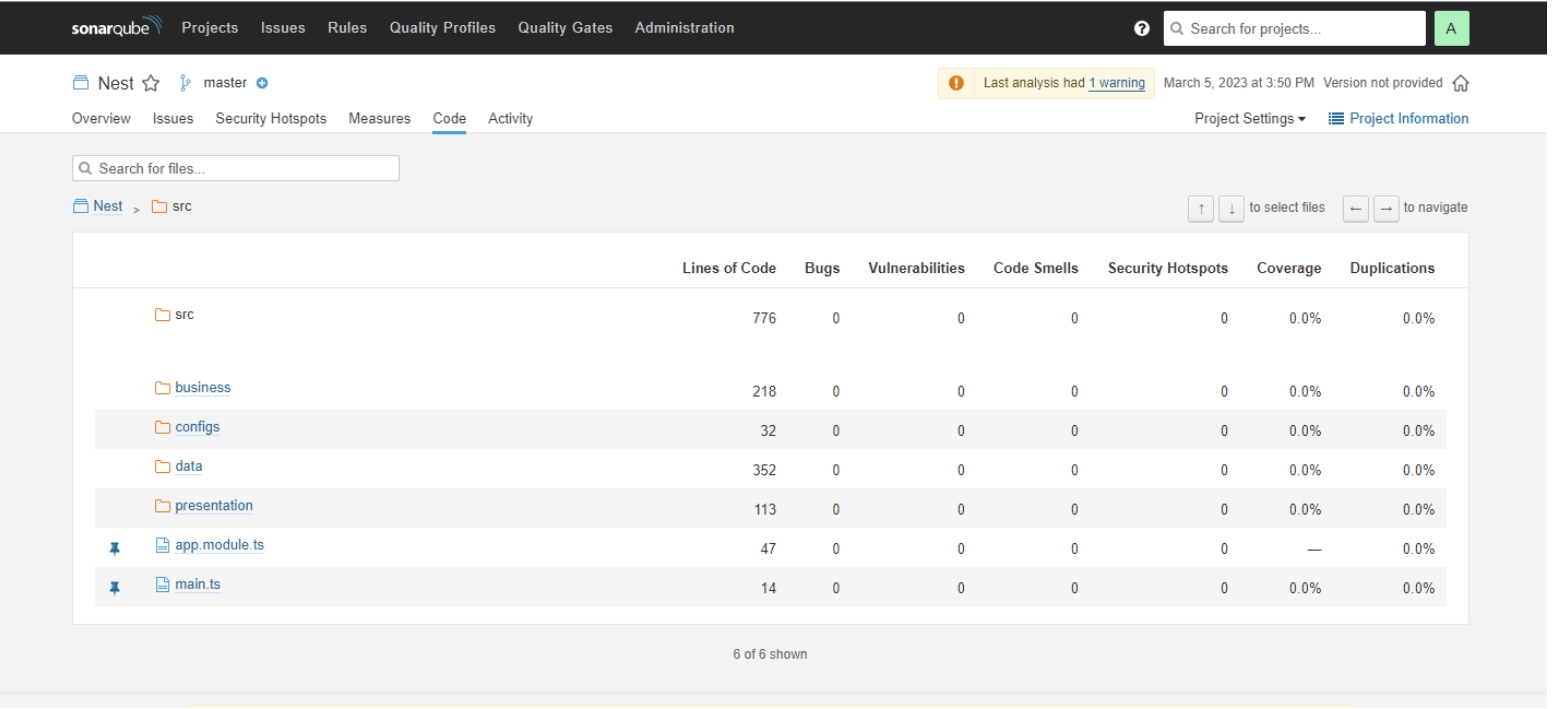 sonarqube Projects Issues Rules Quality Profiles Quality Gates Administration ? Search for projects... A
Nest master Last analysis had 1 warning March 5, 2023 at 3:50 PM Version not provided
Overview Issues Security Hotspots Measures Code Activity Project Settings Project Information
Search for files...
Nest > src ↑ ↓ to select files ← → to navigate
Lines of Code Bugs Vulnerabilities Code Smells Security Hotspots Coverage Duplications
src 776 0 0 0 0 0.0% 0.0%
business 218 0 0 0 0 0.0% 0.0%
configs 32 0 0 0 0 0.0% 0.0%
data 352 0 0 0 0 0.0% 0.0%
presentation 113 0 0 0 0 0.0% 0.0%
app.module.ts 47 0 0 0 0 — 0.0%
main.ts 14 0 0 0 0 0.0% 0.0%
6 of 6 shown